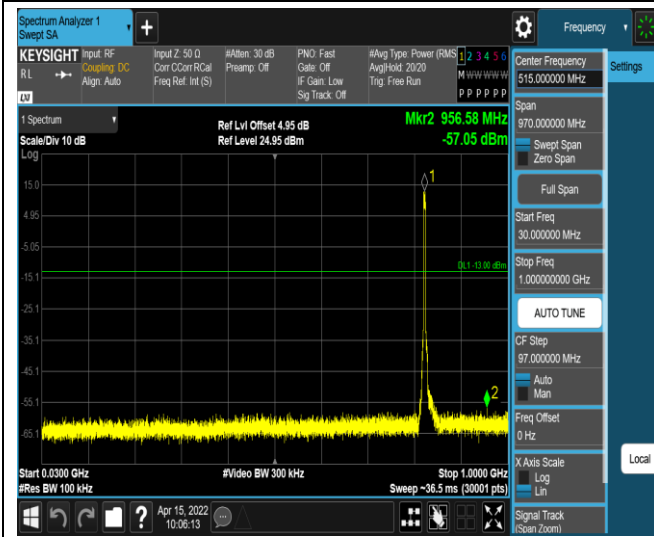 Spectrum Analyzer 1
Swept SA
Frequency
KEYSIGHT
RL
LXI
Input: RF
Coupling: DC
Align: Auto
Input Z: 50 Ω
Corr CCorr RCal
Freq Ref: Int (S)
#Atten: 30 dB
Preamp: Off
PNO: Fast
Gate: Off
IF Gain: Low
Sig Track: Off
#Avg Type: Power (RMS
Avg|Hold: 20/20
Trig: Free Run
1 2 3 4 5 6
M W W W W W
P P P P P P
1 Spectrum
Scale/Div 10 dB
Log
Ref Lvl Offset 4.95 dB
Ref Level 24.95 dBm
Mkr2 956.58 MHz
-57.05 dBm
1
15.0
4.95
-5.05
DL1 -13.00 dBm
-15.1
-25.1
-35.1
-45.1
2
-55.1
-65.1
Start 0.0300 GHz
#Res BW 100 kHz
#Video BW 300 kHz
Stop 1.0000 GHz
Sweep ~36.5 ms (30001 pts)
?
Apr 15, 2022
10:06:13
Center Frequency
515.000000 MHz
Span
970.000000 MHz
Swept Span
Zero Span
Full Span
Start Freq
30.000000 MHz
Stop Freq
1.000000000 GHz
AUTO TUNE
CF Step
97.000000 MHz
Auto
Man
Freq Offset
0 Hz
X Axis Scale
Log
Lin
Signal Track
(Span Zoom)
Settings
Local